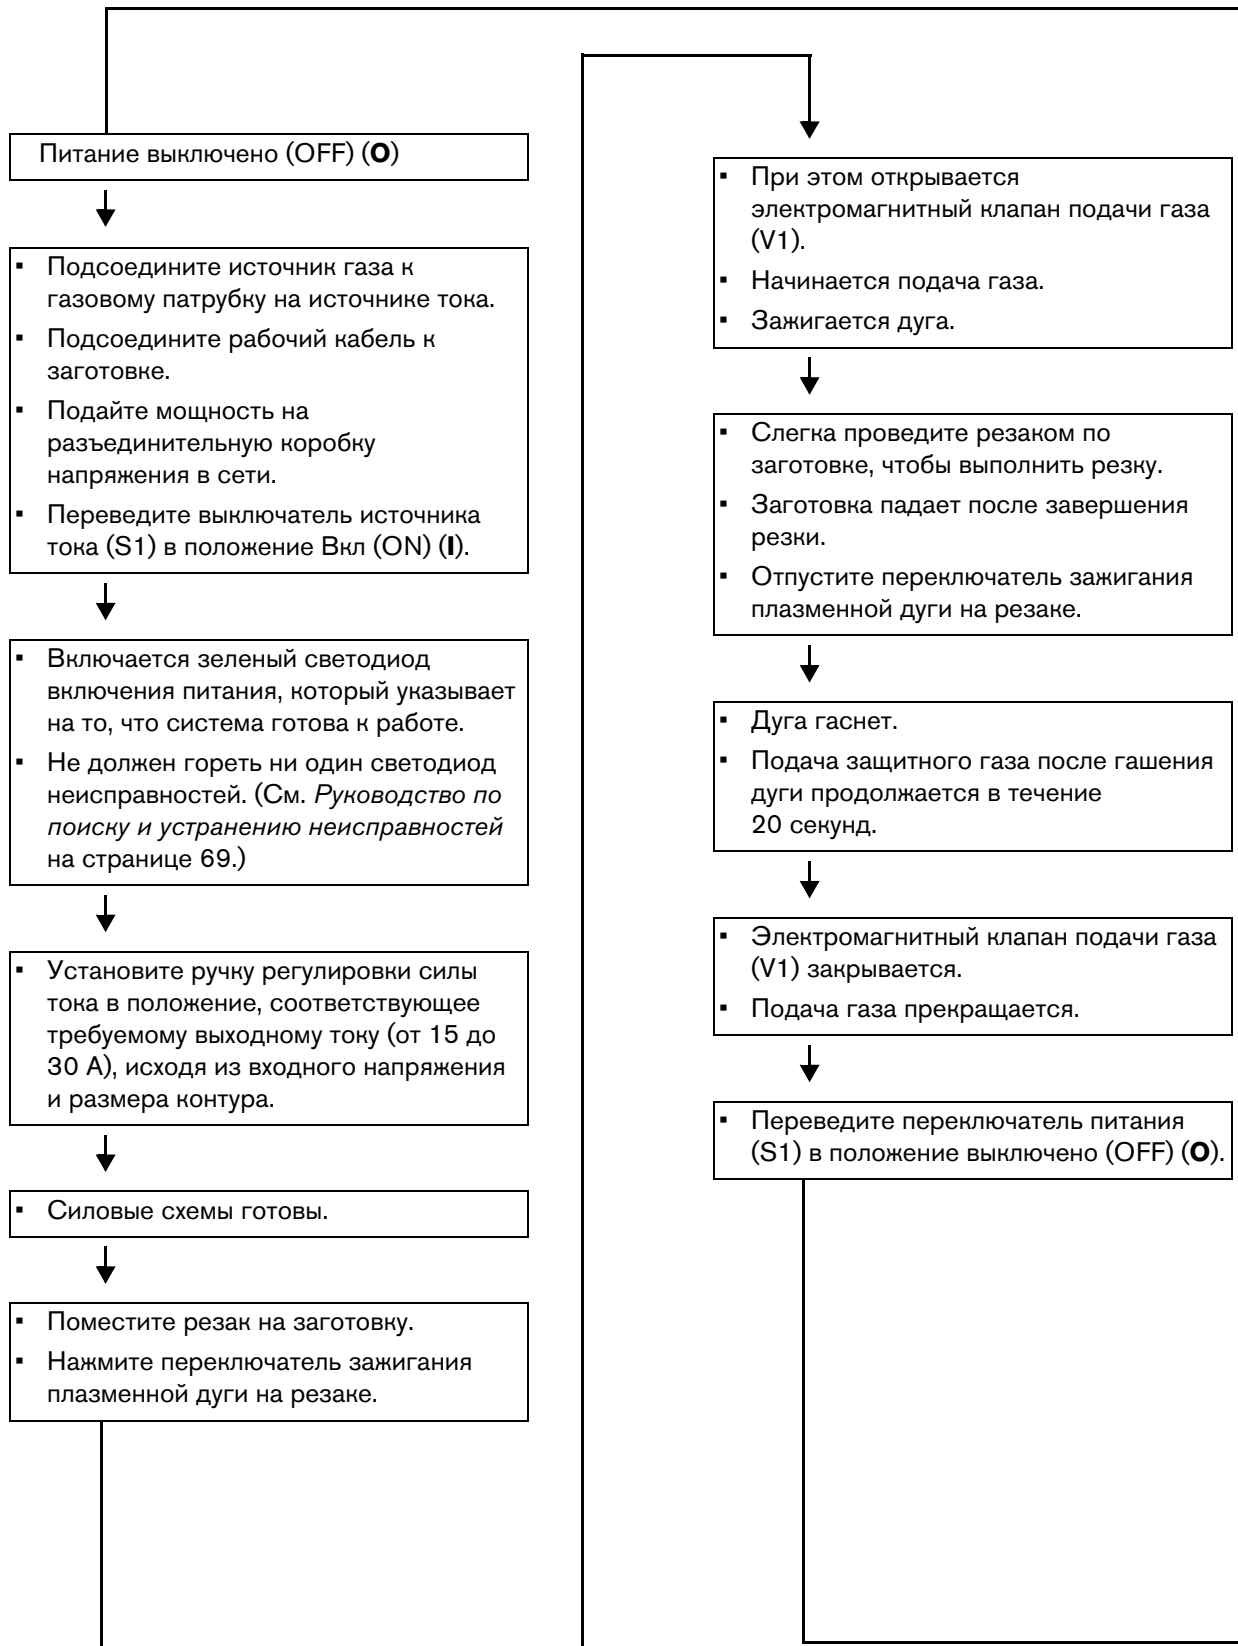 Питание выключено (OFF) (O)
▪ Подсоедините источник газа к
газовому патрубку на источнике тока.
▪ Подсоедините рабочий кабель к
заготовке.
▪ Подайте мощность на
разъединительную коробку
напряжения в сети.
▪ Переведите выключатель источника
тока (S1) в положение Вкл (ON) (I).
▪ Включается зеленый светодиод
включения питания, который указывает
на то, что система готова к работе.
▪ Не должен гореть ни один светодиод
неисправностей. (См. Руководство по
поиску и устранению неисправностей
на странице 69.)
▪ Установите ручку регулировки силы
тока в положение, соответствующее
требуемому выходному току (от 15 до
30 А), исходя из входного напряжения
и размера контура.
▪ Силовые схемы готовы.
▪ Поместите резак на заготовку.
▪ Нажмите переключатель зажигания
плазменной дуги на резаке.
▪ При этом открывается
электромагнитный клапан подачи газа
(V1).
▪ Начинается подача газа.
▪ Зажигается дуга.
▪ Слегка проведите резаком по
заготовке, чтобы выполнить резку.
▪ Заготовка падает после завершения
резки.
▪ Отпустите переключатель зажигания
плазменной дуги на резаке.
▪ Дуга гаснет.
▪ Подача защитного газа после гашения
дуги продолжается в течение
20 секунд.
▪ Электромагнитный клапан подачи газа
(V1) закрывается.
▪ Подача газа прекращается.
▪ Переведите переключатель питания
(S1) в положение выключено (OFF) (O).